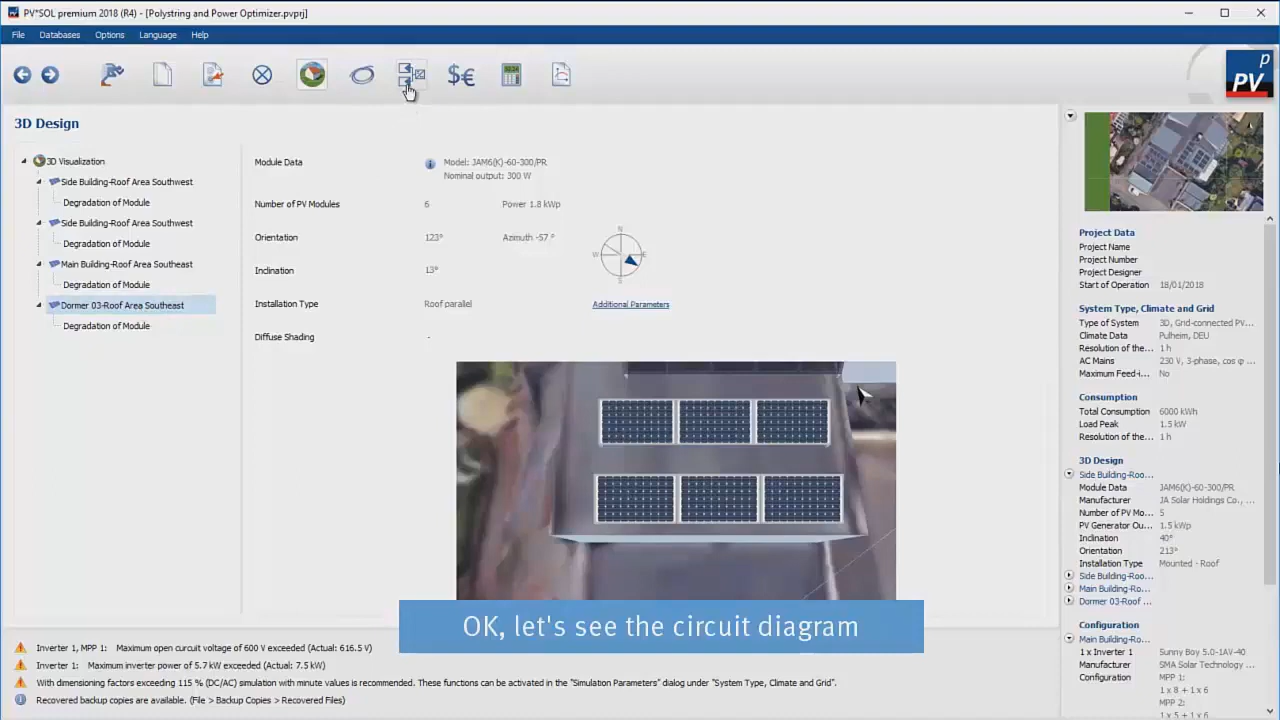 PV*SOL premium 2018 (R4) - [Polystring and Power Optimizer.pvprj]
File Databases Options Language Help
p
PV
3D Design
3D Visualization
Side Building-Roof Area Southwest
Degradation of Module
Side Building-Roof Area Southwest
Degradation of Module
Main Building-Roof Area Southeast
Degradation of Module
Dormer 03-Roof Area Southeast
Degradation of Module
Module Data
Model: JAM6(K)-60-300/PR
Nominal output: 300 W
Number of PV Modules 6 Power 1.8 kWp
Orientation 123° Azimuth -57 °
N
W E
S
Inclination 13°
Installation Type Roof parallel Additional Parameters
Diffuse Shading -
OK, let's see the circuit diagram
Project Data
Project Name
Project Number
Project Designer
Start of Operation 18/01/2018
System Type, Climate and Grid
Type of System 3D, Grid-connected PV...
Climate Data Pulheim, DEU
Resolution of the... 1 h
AC Mains 230 V, 3-phase, cos φ ...
Maximum Feed-i... No
Consumption
Total Consumption 6000 kWh
Load Peak 1.5 kW
Resolution of the... 1 h
3D Design
Side Building-Roo...
Module Data JAM6(K)-60-300/PR
Manufacturer JA Solar Holdings Co., ...
Number of PV Mo... 5
PV Generator Ou... 1.5 kWp
Inclination 40°
Orientation 213°
Installation Type Mounted - Roof
Side Building-Roo...
Main Building-Ro...
Dormer 03-Roof ...
Configuration
Main Building-Ro...
1 x Inverter 1 Sunny Boy 5.0-1AV-40
Manufacturer SMA Solar Technology ...
Configuration MPP 1:
1 x 8 + 1 x 6
MPP 2:
1 x 5 + 1 x 6
Inverter 1, MPP 1: Maximum open curcuit voltage of 600 V exceeded (Actual: 616.5 V)
Inverter 1: Maximum inverter power of 5.7 kW exceeded (Actual: 7.5 kW)
With dimensioning factors exceeding 115 % (DC/AC) simulation with minute values is recommended. These functions can be activated in the "Simulation Parameters" dialog under "System Type, Climate and Grid".
Recovered backup copies are available. (File > Backup Copies > Recovered Files)